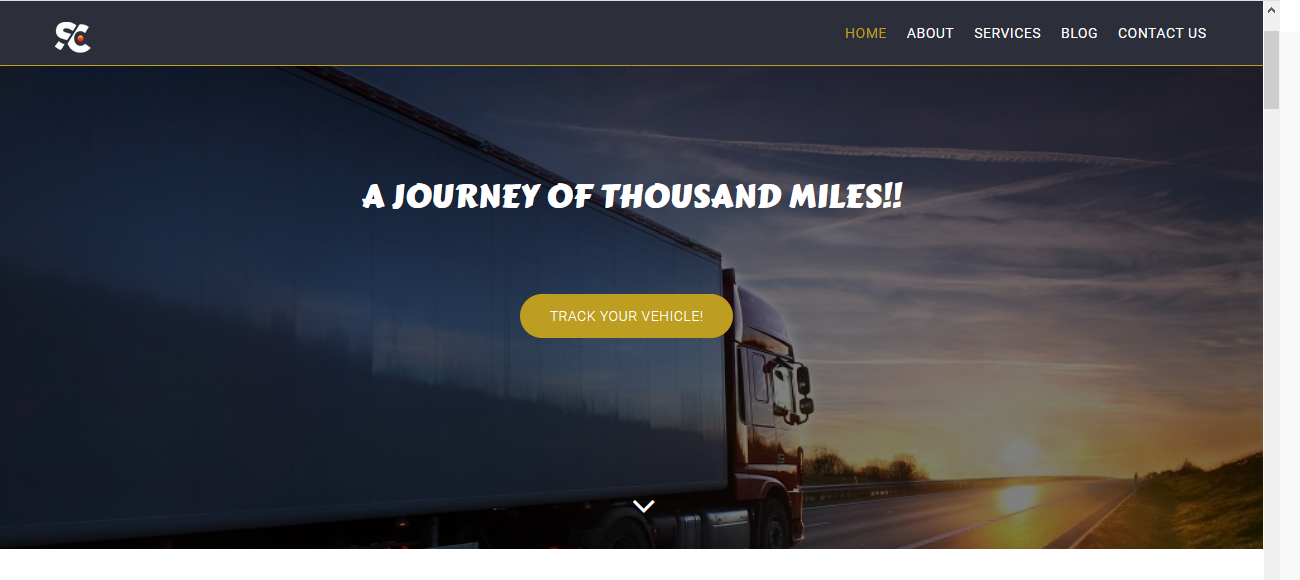 SC
HOME ABOUT SERVICES BLOG CONTACT US
A JOURNEY OF THOUSAND MILES!!
TRACK YOUR VEHICLE!